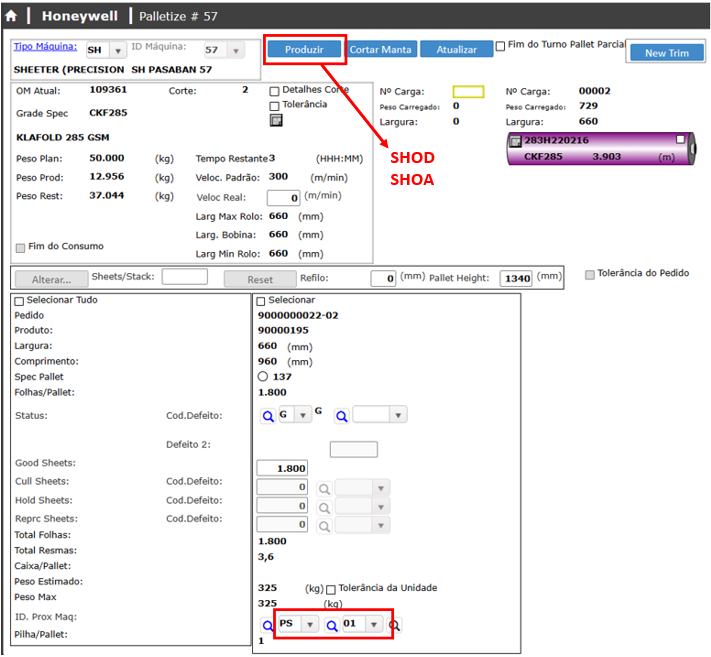 Honeywell | Palletize # 57
Tipo Máquina: SH ID Máquina: 57
SHEETER (PRECISION SH PASABAN 57
Produzir Cortar Manta Atualizar Fim do Turno Pallet Parcial New Trim
OM Atual: 109361 Corte: 2 Detalhes Corte
Tolerância
Grade Spec CKF285
KLAFOLD 285 GSM
Peso Plan: 50.000 (kg) Tempo Restante 3 (HHH:MM)
Peso Prod: 12.956 (kg) Veloc. Padrão: 300 (m/min)
Peso Rest: 37.044 (kg) Veloc Real: 0 (m/min)
Larg Max Rolo: 660 (mm)
Larg. Bobina: 660 (mm)
Fim do Consumo Larg Min Rolo: 660 (mm)
SHOD
SHOA
Nº Carga: Nº Carga: 00002
Peso Carregado: 0 Peso Carregado: 729
Largura: 0 Largura: 660
283H220216
CKF285 3.903 (m)
Alterar... Sheets/Stack: Reset Refilo: 0 (mm) Pallet Height: 1340 (mm) Tolerância do Pedido
Selecionar Tudo Selecionar
Pedido 9000000022-02
Produto: 90000195
Largura: 660 (mm)
Comprimento: 960 (mm)
Spec Pallet 137
Folhas/Pallet: 1.800
Status: Cod.Defeito: G G
Defeito 2:
Good Sheets: 1.800
Cull Sheets: Cod.Defeito: 0
Hold Sheets: Cod.Defeito: 0
Reprc Sheets: Cod.Defeito: 0
Total Folhas: 1.800
Total Resmas: 3,6
Caixa/Pallet:
Peso Estimado: 325 (kg) Tolerância da Unidade
Peso Max 325 (kg)
ID. Prox Maq: PS 01
Pilha/Pallet: 1